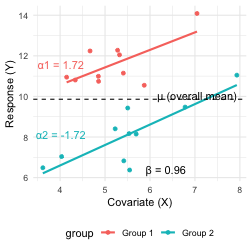 14
12
10
8
6
Response (Y)
α1 = 1.72
μ (overall mean)
α2 = -1.72
β = 0.96
4
5
6
7
8
Covariate (X)
group
Group 1
Group 2